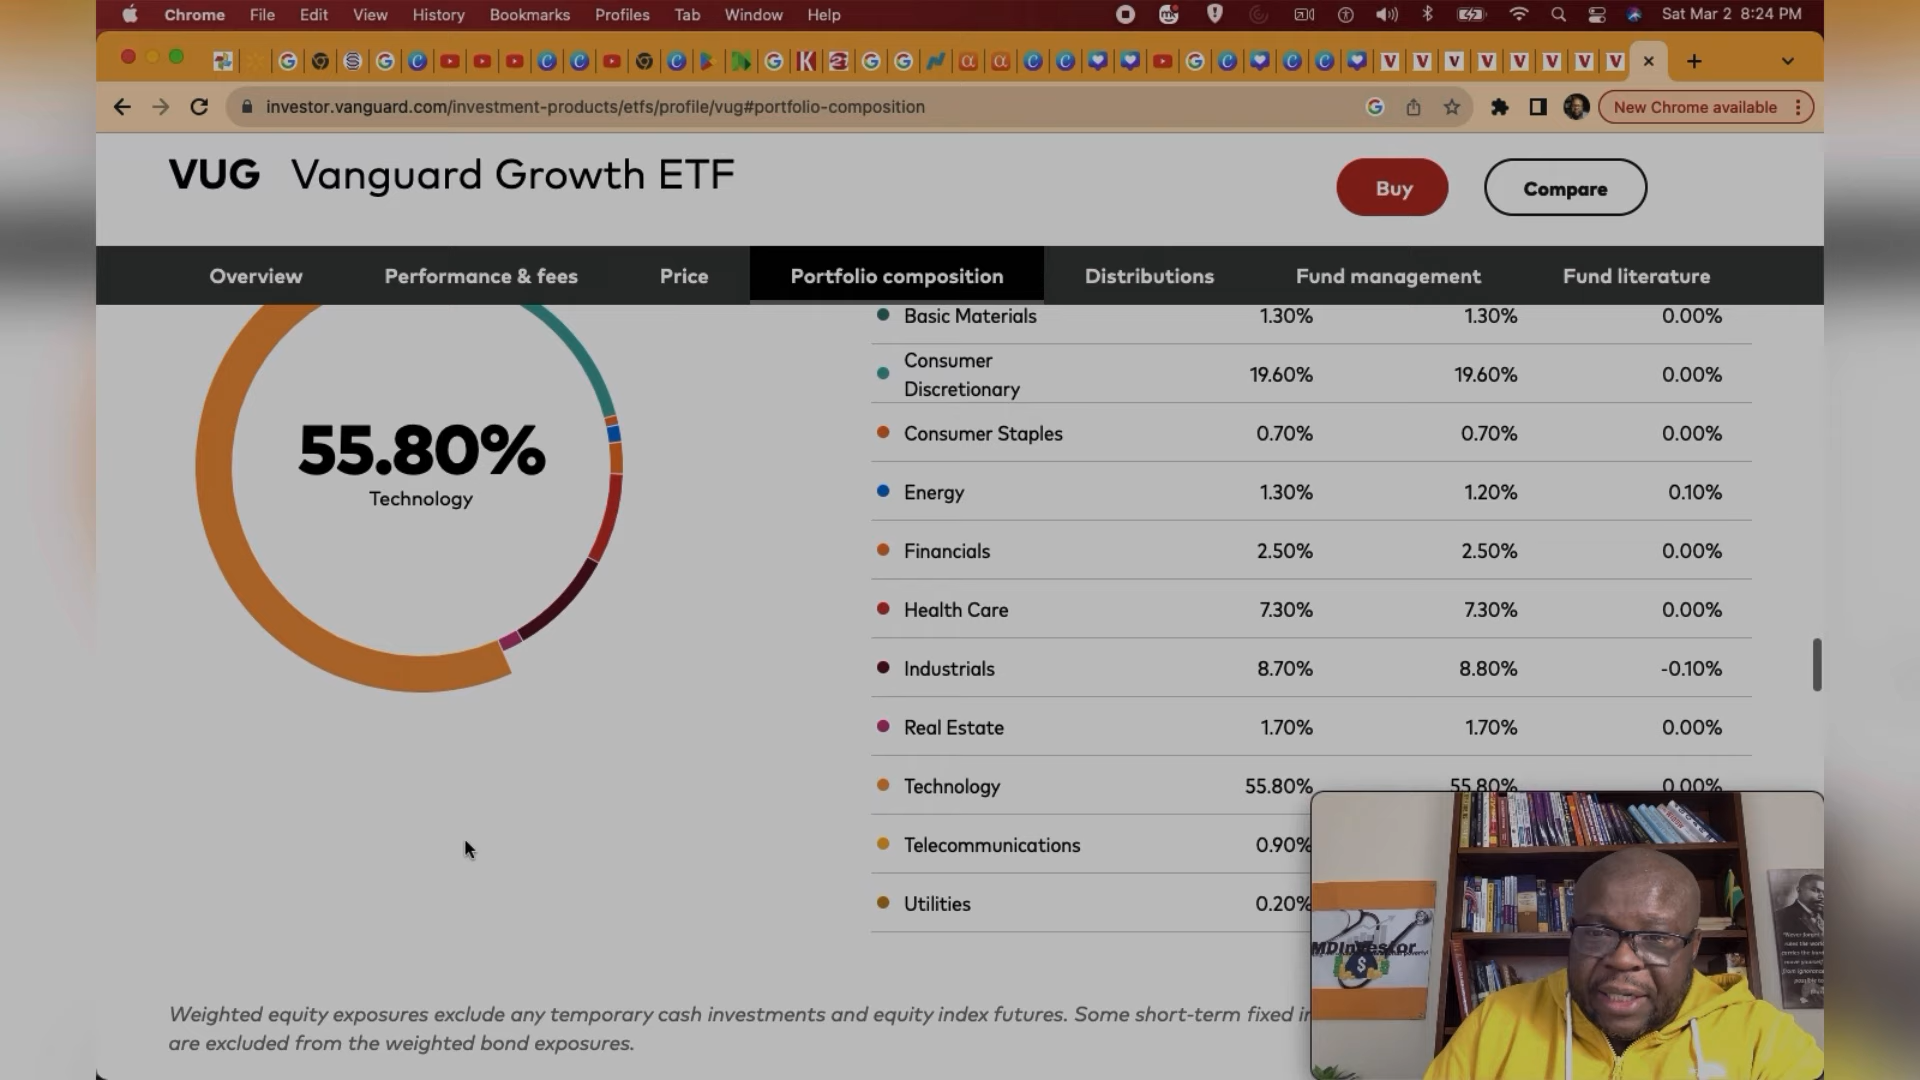 Chrome File Edit View History Bookmarks Profiles Tab Window Help Sat Mar 2 8:24 PM
investor.vanguard.com/investment-products/etfs/profile/vug#portfolio-composition New Chrome available
VUG Vanguard Growth ETF
Buy Compare
Overview Performance & fees Price Portfolio composition Distributions Fund management Fund literature
Basic Materials 1.30% 1.30% 0.00%
Consumer
Discretionary 19.60% 19.60% 0.00%
Consumer Staples 0.70% 0.70% 0.00%
Energy 1.30% 1.20% 0.10%
Financials 2.50% 2.50% 0.00%
Health Care 7.30% 7.30% 0.00%
Industrials 8.70% 8.80% -0.10%
Real Estate 1.70% 1.70% 0.00%
Technology 55.80% 55.80% 0.00%
Telecommunications 0.90%
Utilities 0.20%
55.80%
Technology
Weighted equity exposures exclude any temporary cash investments and equity index futures. Some short-term fixed in
are excluded from the weighted bond exposures.
MDInvestor